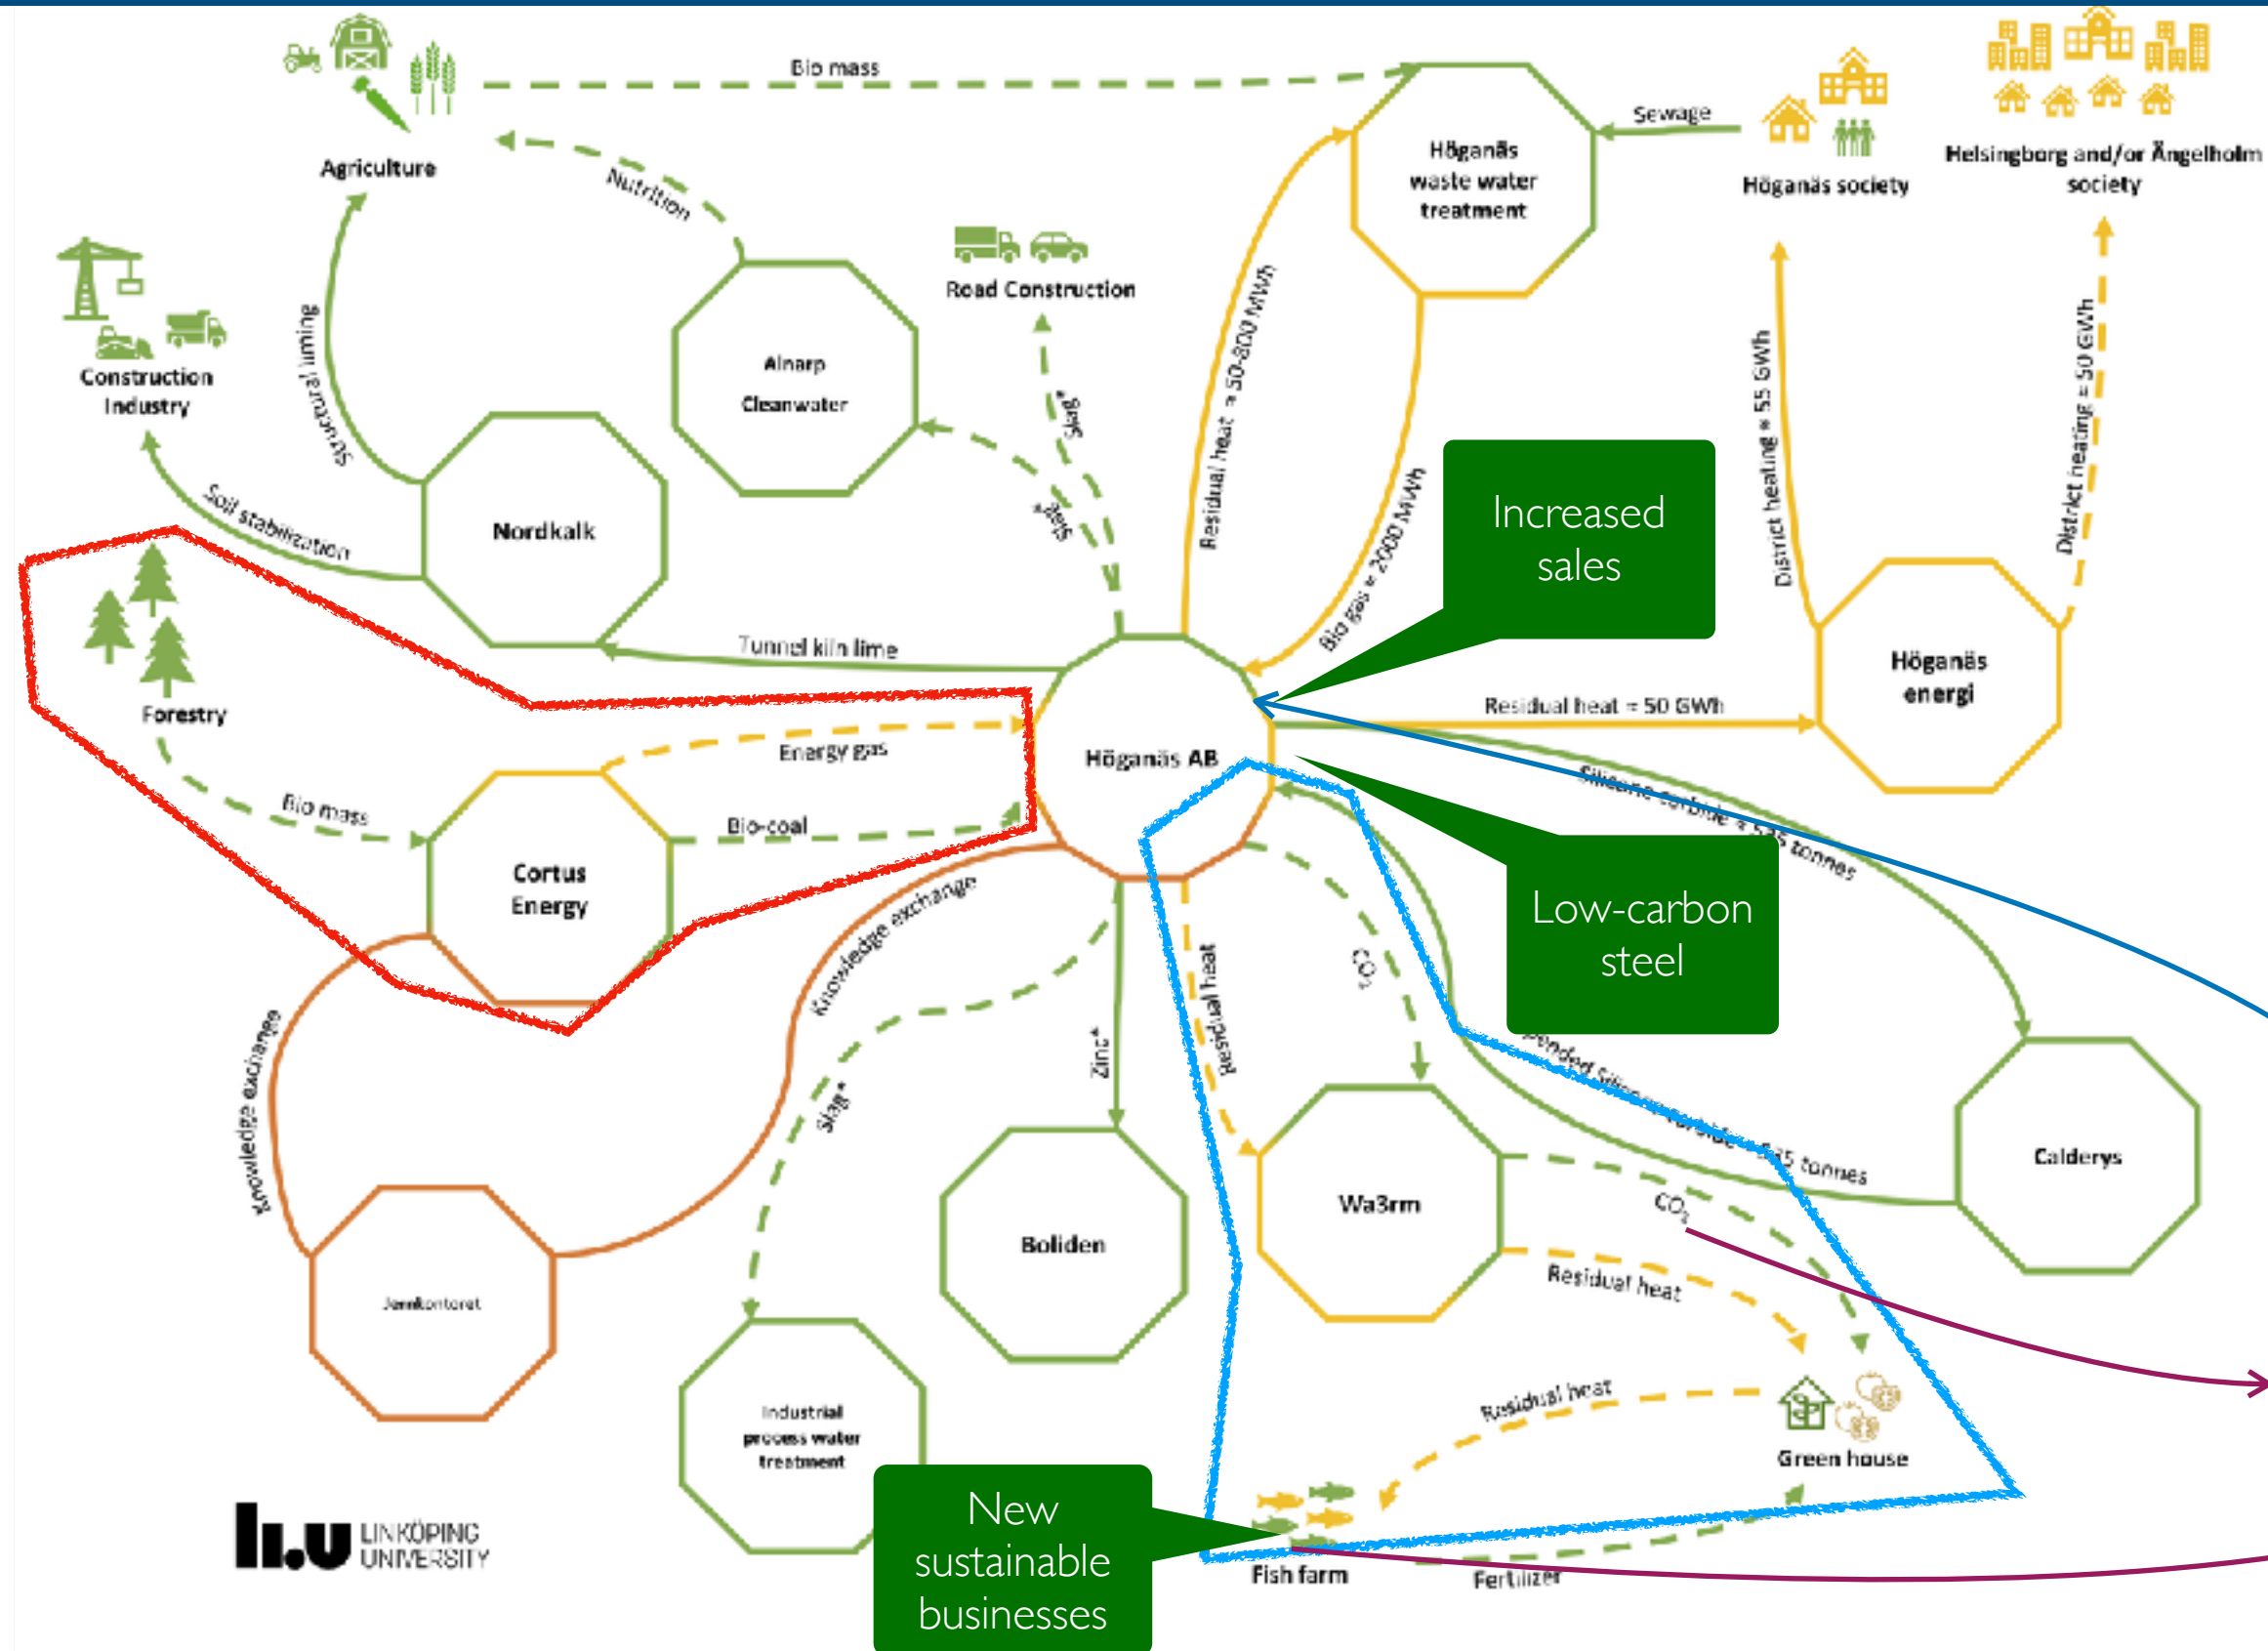 Bio mass
Sewage
Agriculture
Nutrition
Höganäs
waste water
treatment
Höganäs society
Helsingborg and/or Ängelholm
society
Road Construction
Construction
Industry
Structural liming
Alnarp
Cleanwater
Slag*
Slag*
Residual heat ≈ 50-800 MWh
Bio gas ≈ 2000 MWh
District heating ≈ 55 GWh
District heating ≈ 50 GWh
Increased
sales
Soil stabilization
Nordkalk
Tunnel kiln lime
Höganäs
energi
Forestry
Residual heat ≈ 50 GWh
Energy gas
Höganäs AB
Bio mass
Bio-coal
Cortus
Energy
tonnes
Low-carbon
steel
Knowledge exchange
Knowledge exchange
CO₂
Residual heat
Zinc*
Slag*
tonnes
Calderys
Wa3rm
CO₂
Boliden
Residual heat
Jernkontoret
Residual heat
Industrial
process water
treatment
Green house
New
sustainable
businesses
Fish farm
Fertilizer
li.u LINKÖPING
UNIVERSITY